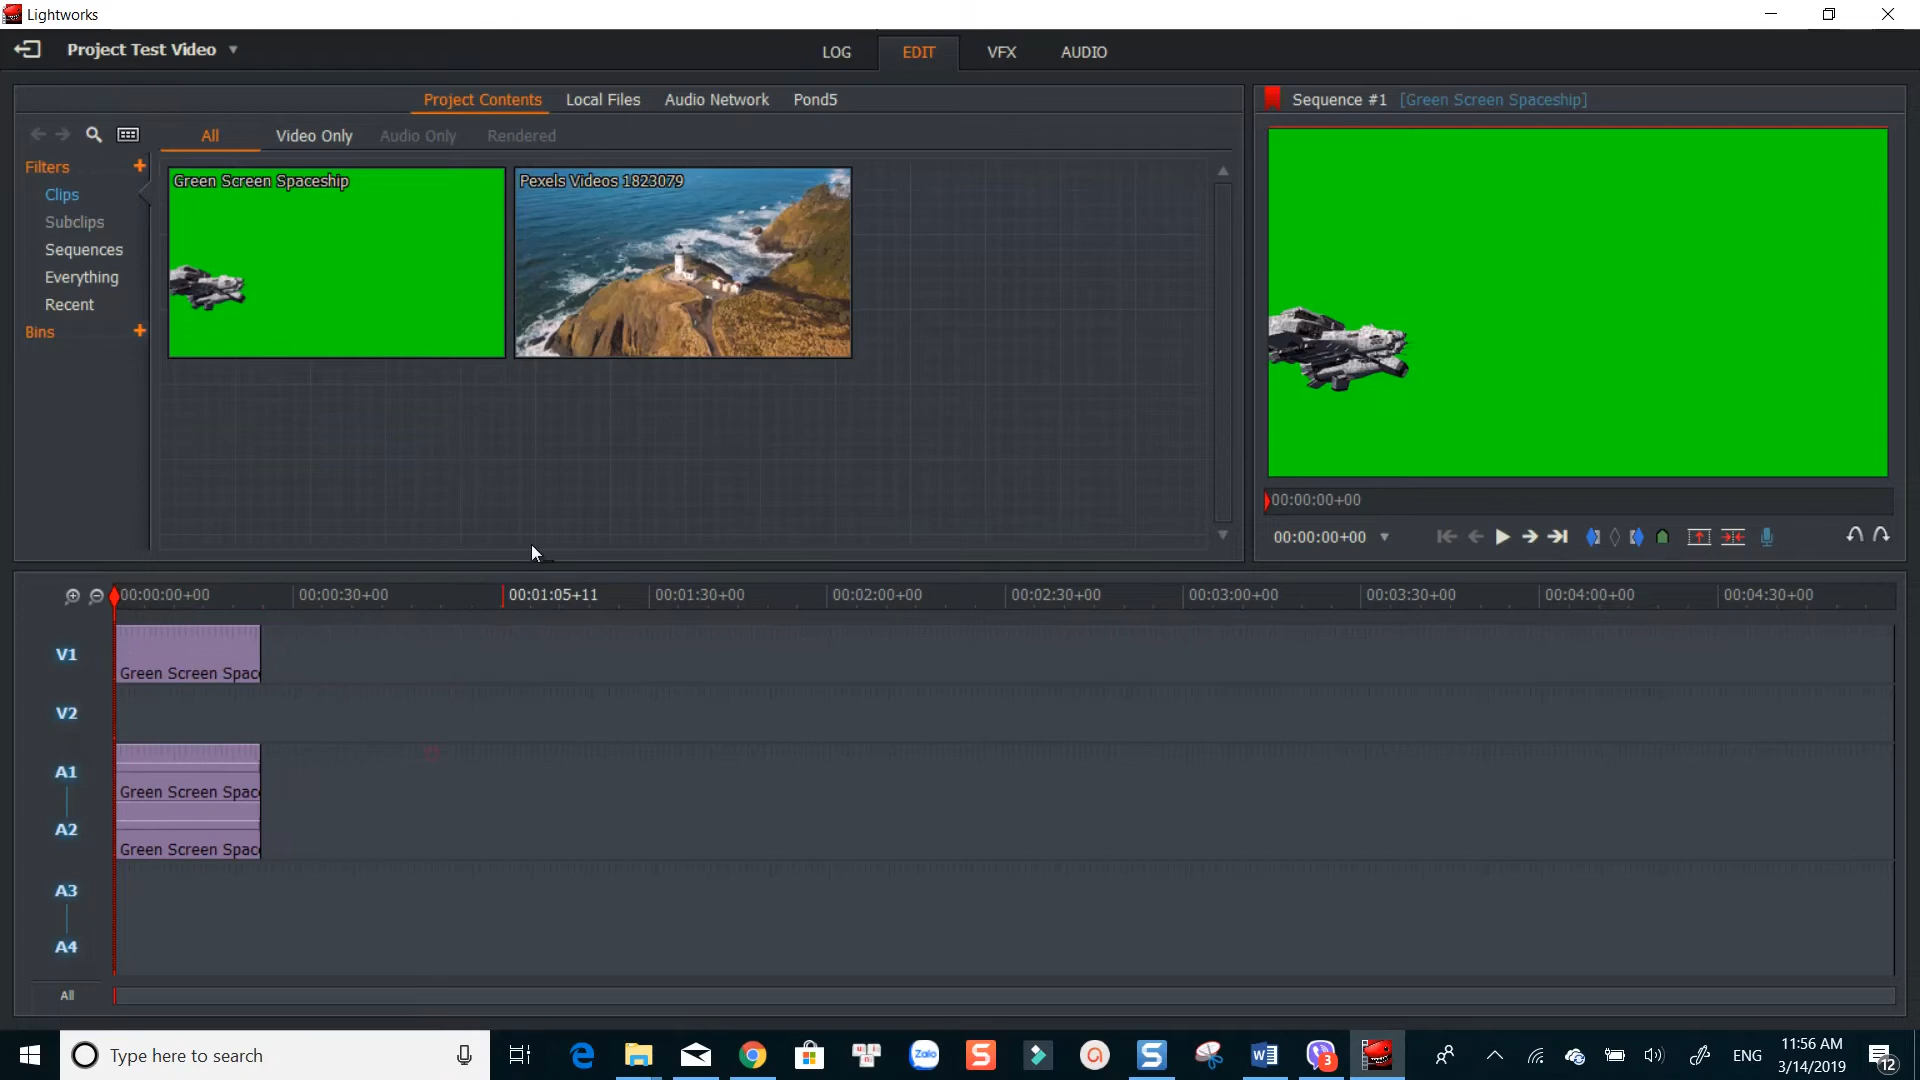 Lightworks
Project Test Video
LOG
EDIT
VFX
AUDIO
Project Contents
Local Files
Audio Network
Pond5
Sequence #1 [Green Screen Spaceship]
All
Video Only
Audio Only
Rendered
Filters +
Clips
Subclips
Sequences
Everything
Recent
Bins +
Green Screen Spaceship
Pexels Videos 1823079
00:00:00+00
00:00:00+00
00:00:00+00
00:00:30+00
00:01:05+11
00:01:30+00
00:02:00+00
00:02:30+00
00:03:00+00
00:03:30+00
00:04:00+00
00:04:30+00
V1
Green Screen Spac
V2
A1
Green Screen Spac
A2
Green Screen Spac
A3
A4
All
Type here to search
Zalo
S
S
W
3
ENG
11:56 AM
3/14/2019
12